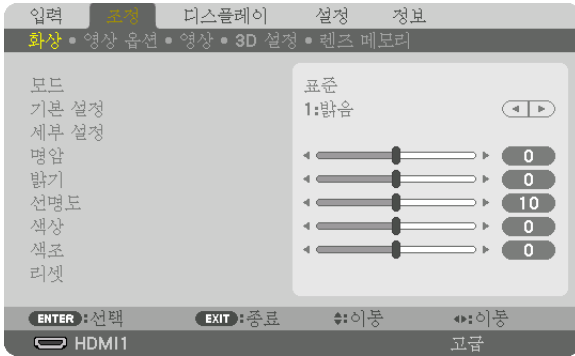 입력 조정 디스플레이 설정 정보
화상 • 영상 옵션 • 영상 • 3D 설정 • 렌즈 메모리
모드 표준
기본 설정 1:밝음
세부 설정
명암 0
밝기 0
선명도 10
색상 0
색조 0
리셋
ENTER:선택 EXIT:종료 :이동 :이동
HDMI1 고급